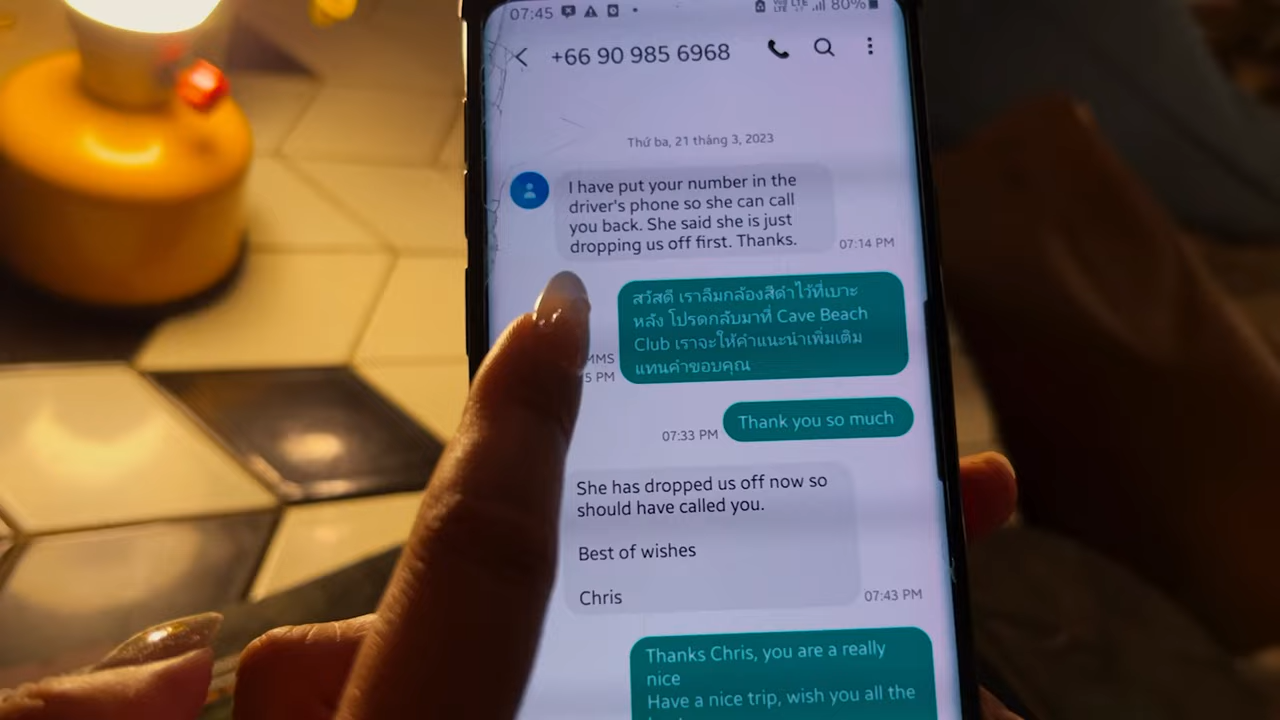 07:45
80%
+66 90 985 6968
Thứ ba, 21 tháng 3, 2023
I have put your number in the
driver's phone so she can call
you back. She said she is just
dropping us off first. Thanks.
07:14 PM
สวัสดี เราลืมกล้องสีดำไว้ที่เบาะ
หลัง โปรดกลับมาที่ Cave Beach
Club เราจะให้คำแนะนำเพิ่มเติม
แทนคำขอบคุณ
MMS
5 PM
Thank you so much
07:33 PM
She has dropped us off now so
should have called you.
Best of wishes
Chris
07:43 PM
Thanks Chris, you are a really
nice
Have a nice trip, wish you all the